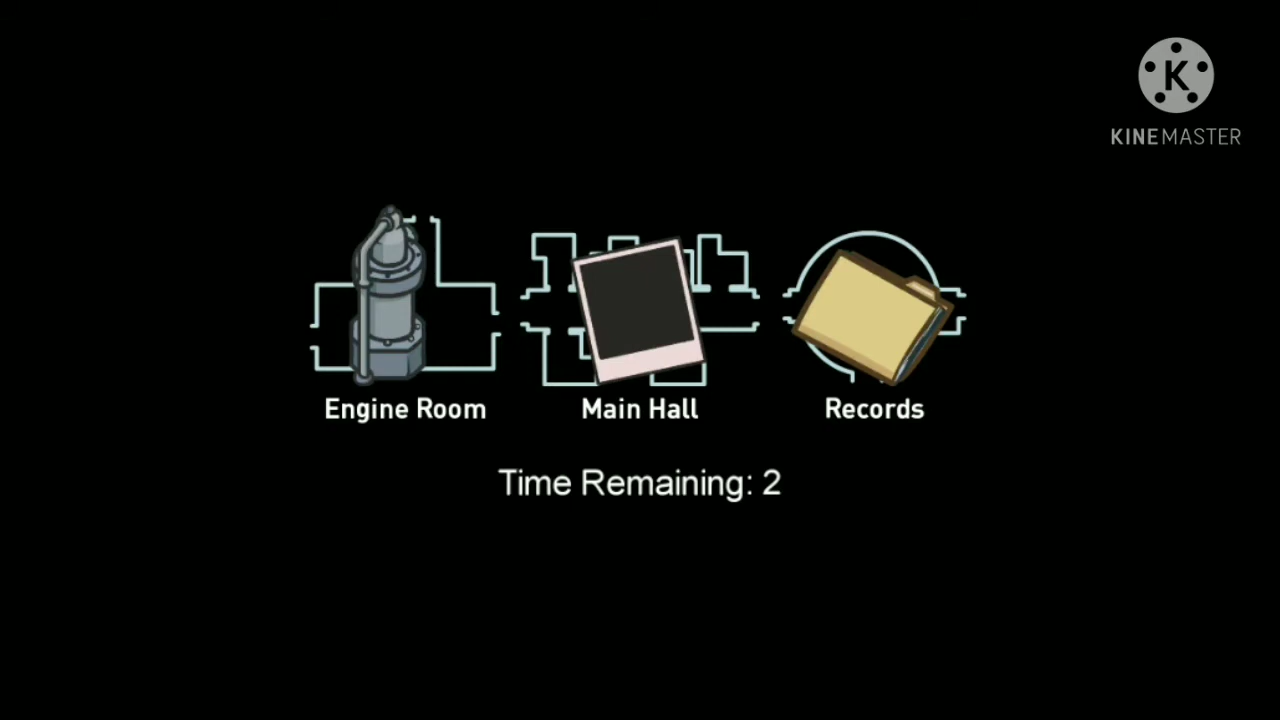 K
KINEMASTER
Engine Room
Main Hall
Records
Time Remaining: 2